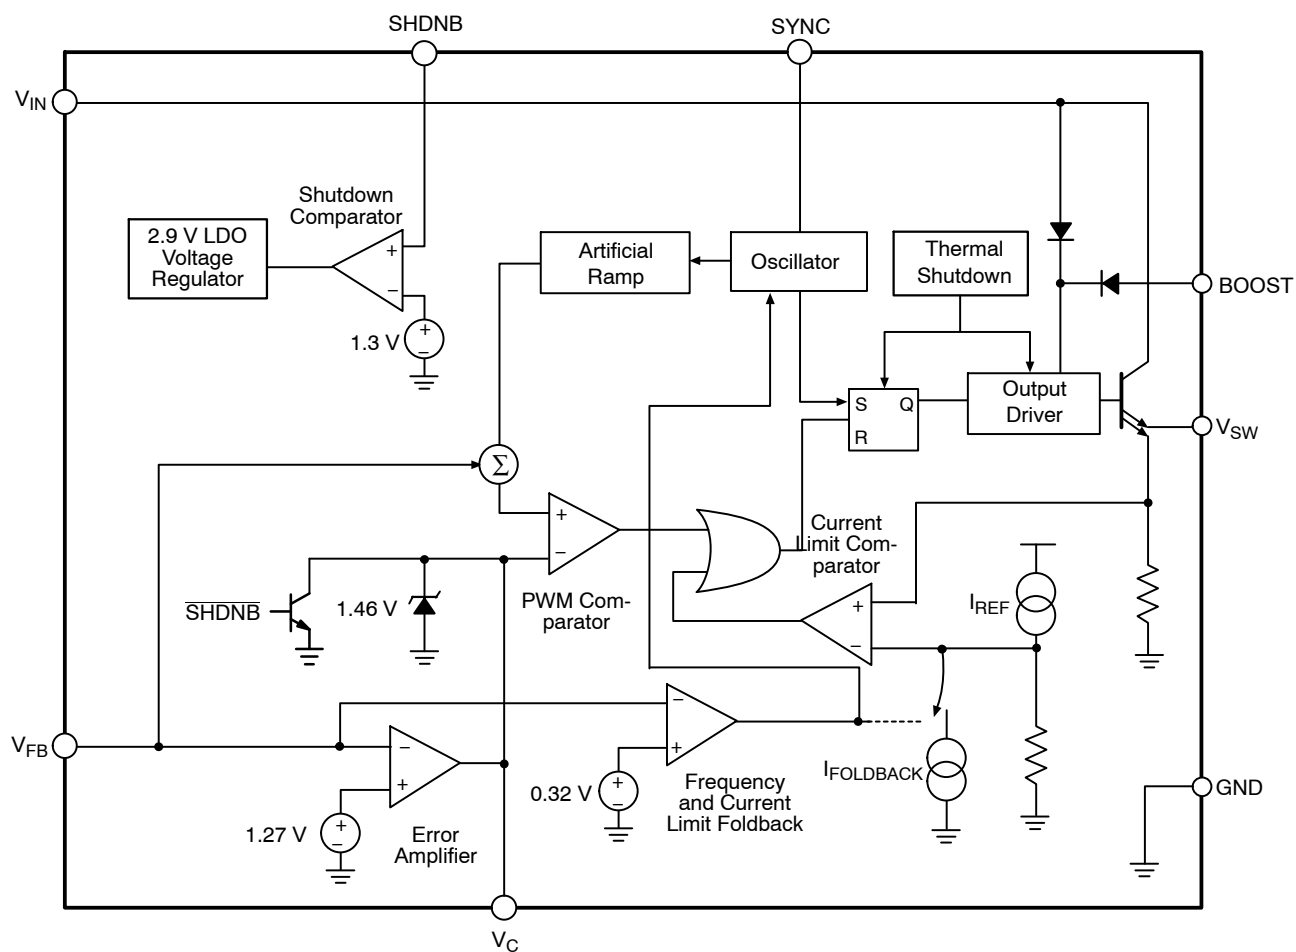 SHDNB
SYNC
V_IN
Shutdown
Comparator
+
−
2.9 V LDO
Voltage
Regulator
1.3 V
+
−
Artificial
Ramp
Oscillator
Thermal
Shutdown
BOOST
S
Q
R
Output
Driver
V_SW
Σ
+
−
PWM Com-
parator
Current
Limit Com-
parator
+
−
I_REF
SHDNB
1.46 V
V_FB
−
+
1.27 V
+
−
Error
Amplifier
−
+
0.32 V
+
−
Frequency
and Current
Limit Foldback
I_FOLDBACK
GND
V_C